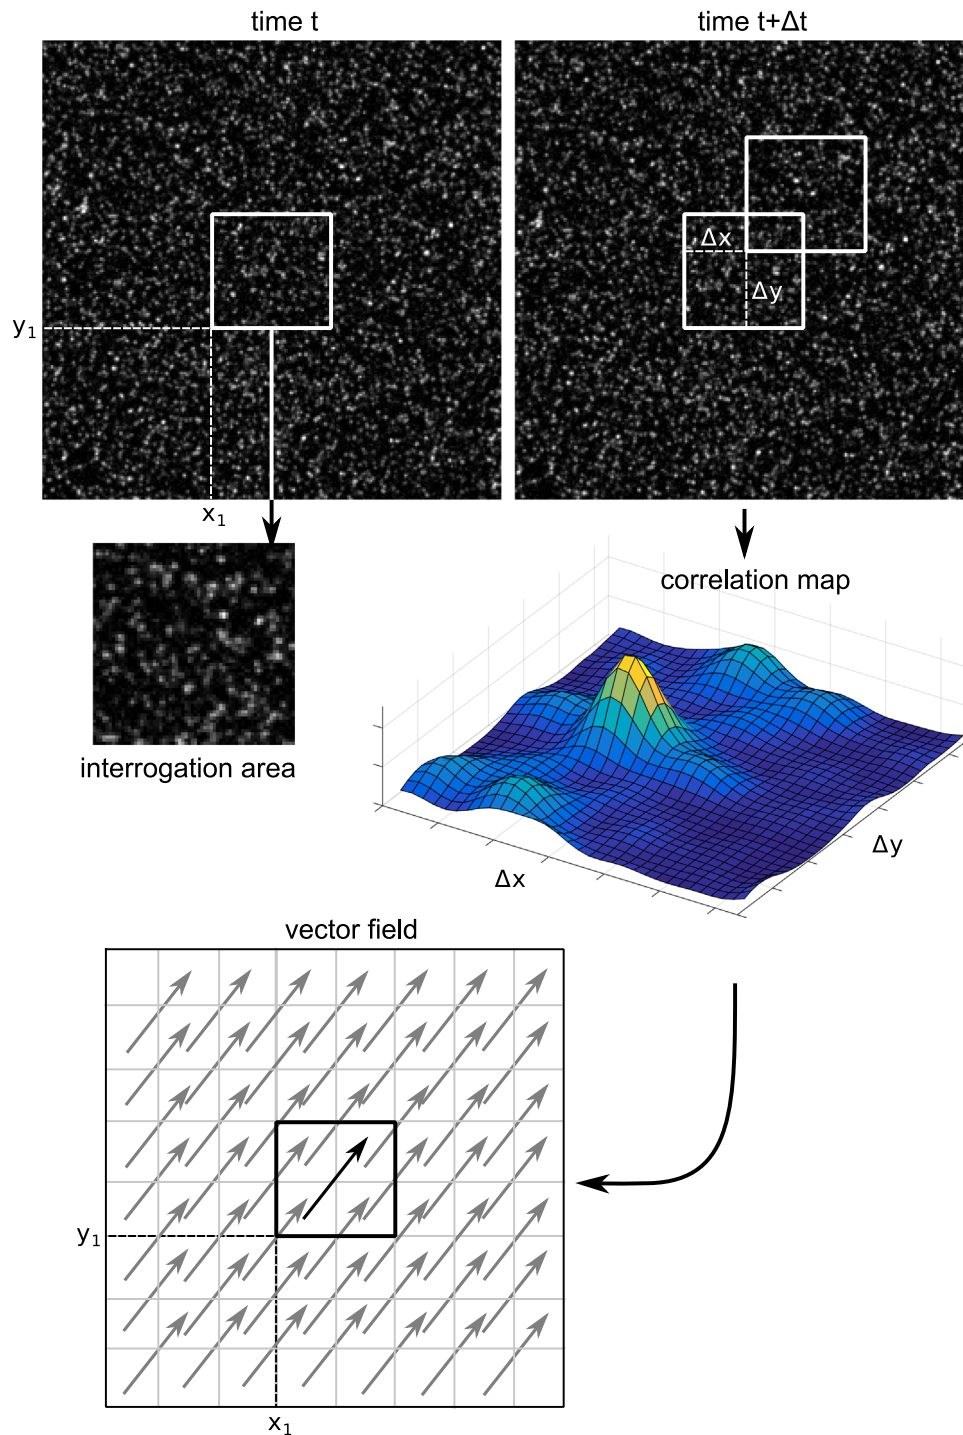 time t
time t+Δt
Δx
Δy
y₁
x₁
correlation map
interrogation area
Δx
Δy
vector field
y₁
x₁